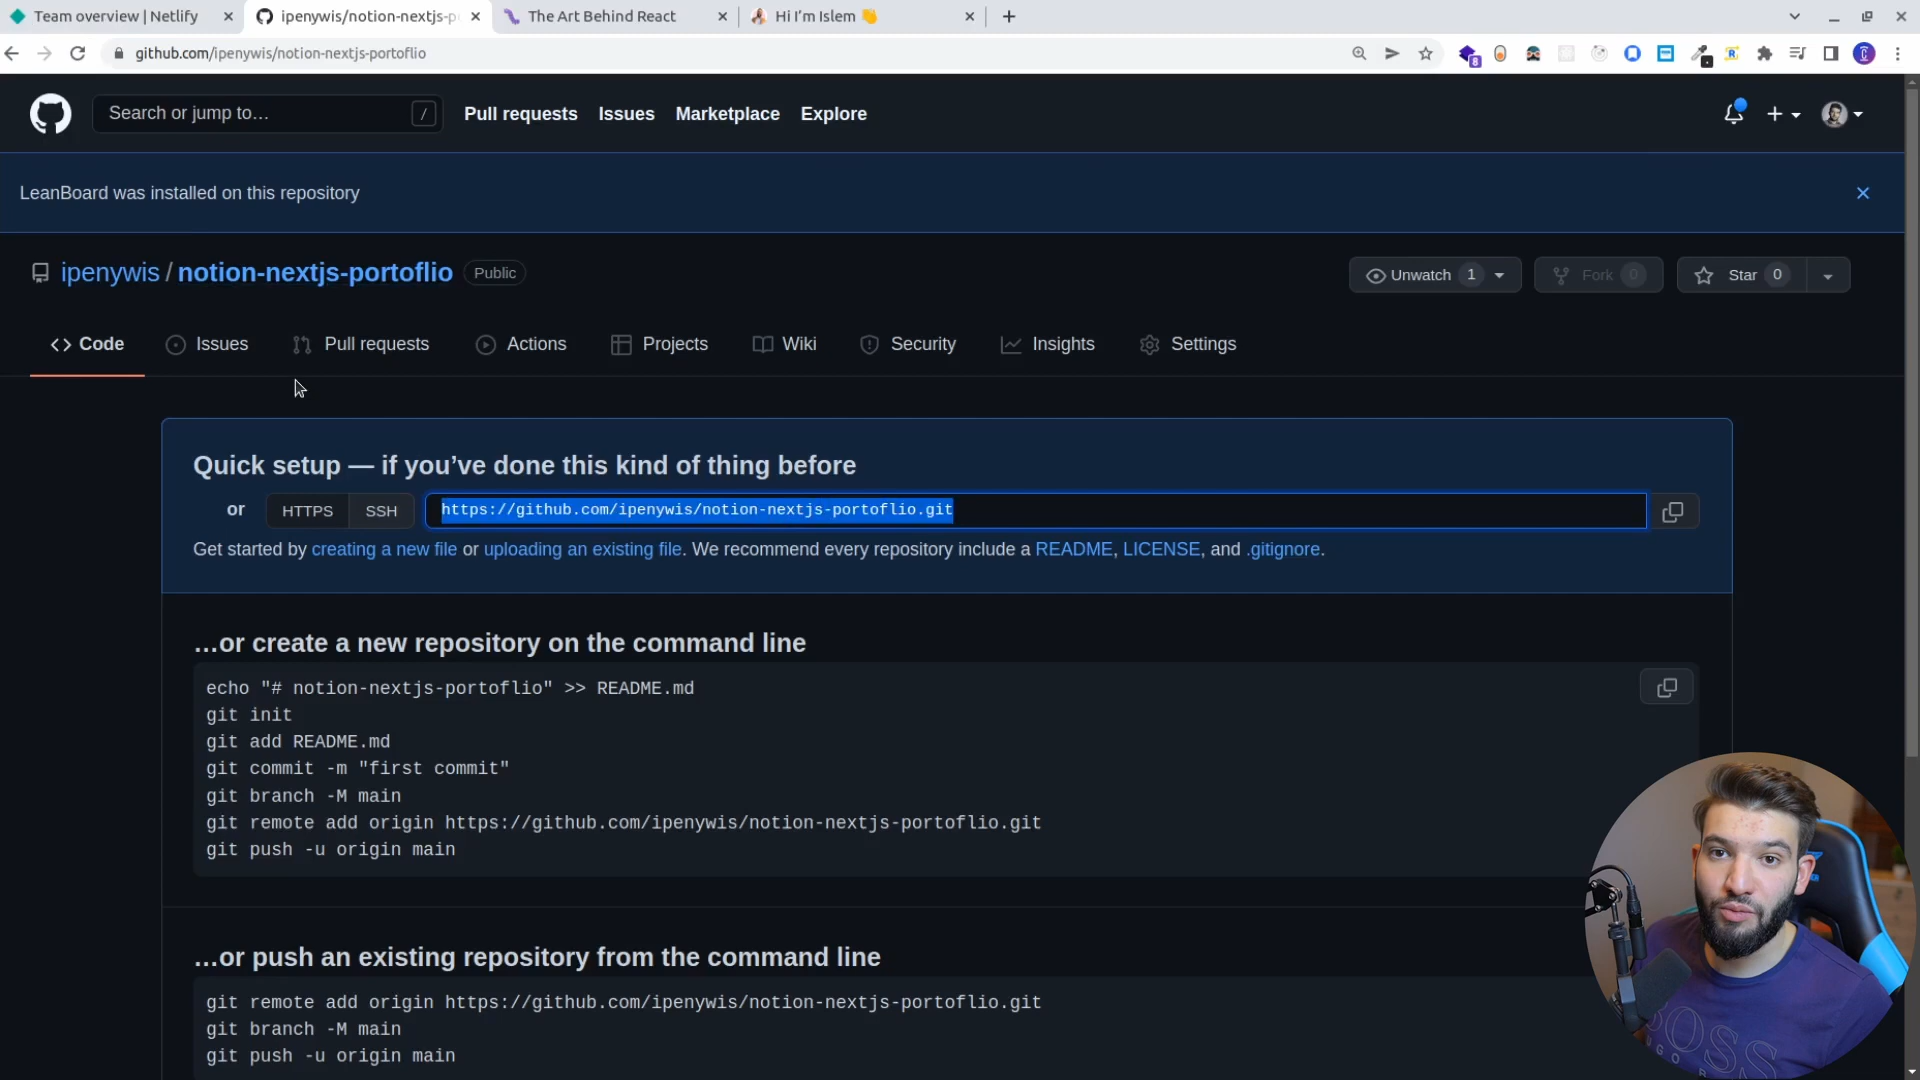 Team overview | Netlify
ipenywis/notion-nextjs-p
The Art Behind React
Hi I'm Islem 👋
github.com/ipenywis/notion-nextjs-portoflio
8
Search or jump to…
/
Pull requests
Issues
Marketplace
Explore
LeanBoard was installed on this repository
ipenywis / notion-nextjs-portoflio
Public
Unwatch 1
Fork 0
Star 0
Code
Issues
Pull requests
Actions
Projects
Wiki
Security
Insights
Settings
Quick setup — if you’ve done this kind of thing before
or
HTTPS
SSH
https://github.com/ipenywis/notion-nextjs-portoflio.git
Get started by creating a new file or uploading an existing file. We recommend every repository include a README, LICENSE, and .gitignore.
…or create a new repository on the command line
echo "# notion-nextjs-portoflio" >> README.md
git init
git add README.md
git commit -m "first commit"
git branch -M main
git remote add origin https://github.com/ipenywis/notion-nextjs-portoflio.git
git push -u origin main
…or push an existing repository from the command line
git remote add origin https://github.com/ipenywis/notion-nextjs-portoflio.git
git branch -M main
git push -u origin main